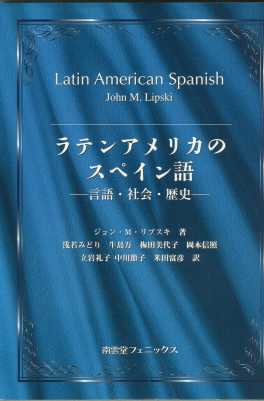 Latin American Spanish
John M. Lipski
ラテンアメリカの
スペイン語
―言語・社会・歴史―
ジョン・M・リプスキ 著
浅若みどり 牛島万 梅田美代子 岡本信照
立岩礼子 中川節子 米田富彦 訳
南雲堂フェニックス